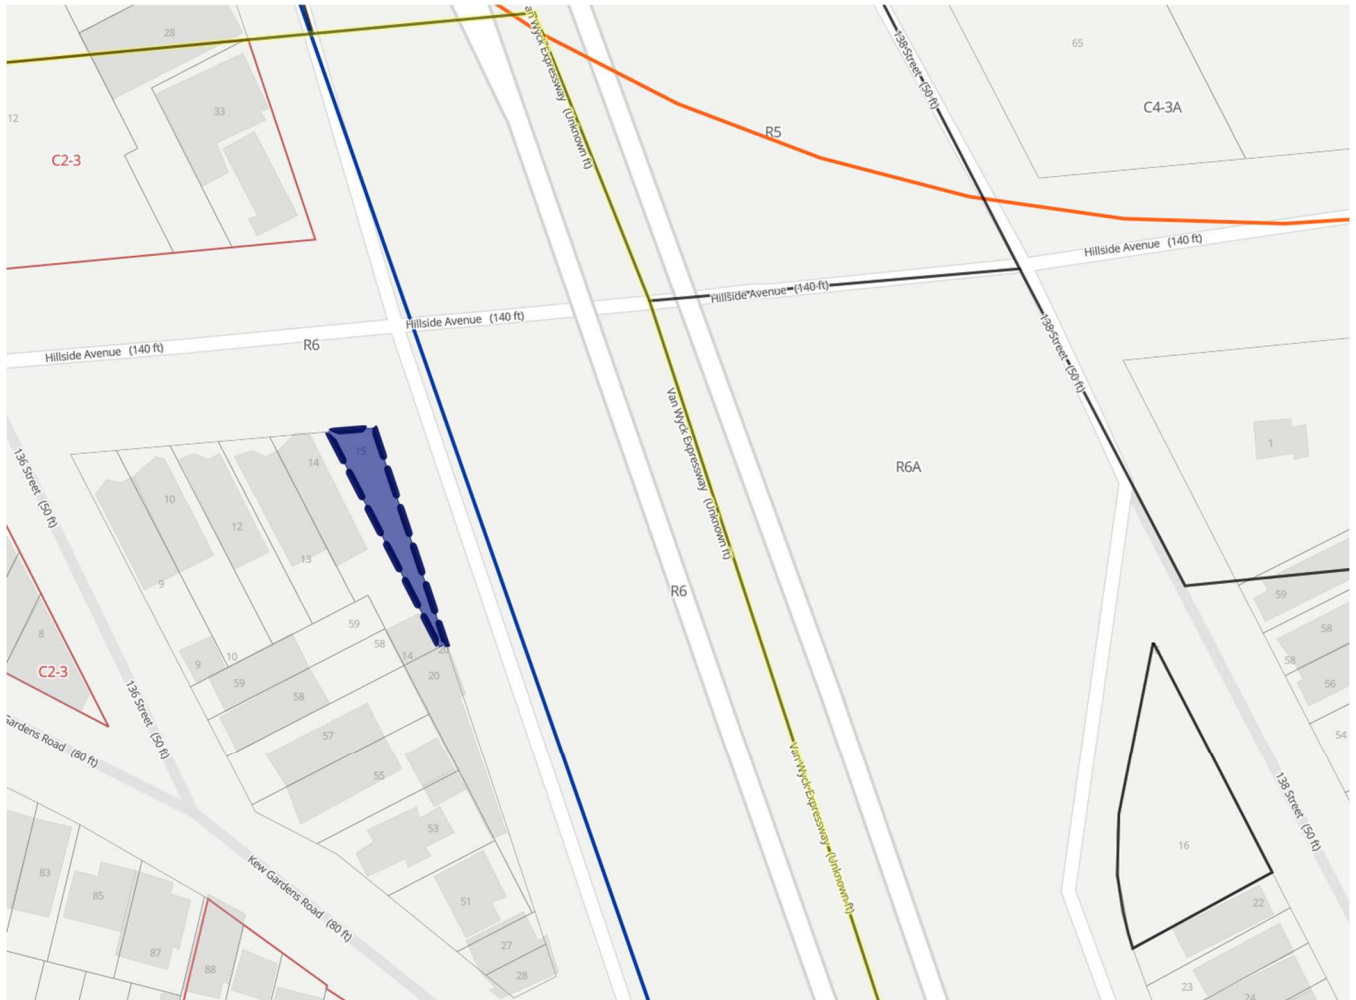 28
65
138 Street (50 ft)
Van Wyck Expressway (Unknown ft)
33
12
C4-3A
R5
C2-3
Hillside Avenue (140 ft)
Hillside Avenue (140 ft)
Hillside Avenue (140 ft)
Hillside Avenue (140 ft)
R6
138 Street (50 ft)
Van Wyck Expressway (Unknown ft)
1
15
14
R6A
136 Street (50 ft)
10
12
13
9
R6
59
8
59
58
58
9
10
14
20
20
58
56
C2-3
59
58
54
136 Street (50 ft)
Gardens Road (80 ft)
57
55
Van Wyck Expressway (Unknown ft)
138 Street (50 ft)
53
16
83
85
Kew Gardens Road (80 ft)
51
22
27
87
88
28
23
24